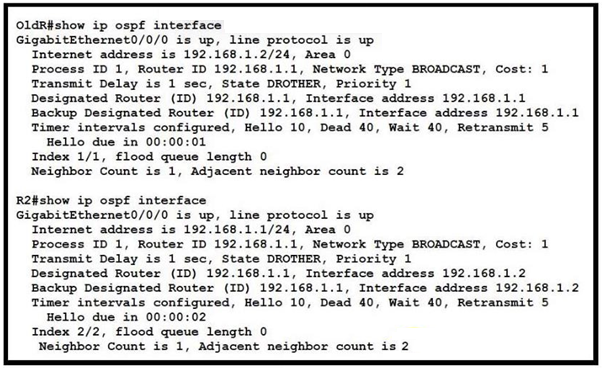 OldR#show ip ospf interface
GigabitEthernet0/0/0 is up, line protocol is up
Internet address is 192.168.1.2/24, Area 0
Process ID 1, Router ID 192.168.1.1, Network Type BROADCAST, Cost: 1
Transmit Delay is 1 sec, State DROTHER, Priority 1
Designated Router (ID) 192.168.1.1, Interface address 192.168.1.1
Backup Designated Router (ID) 192.168.1.1, Interface address 192.168.1.1
Timer intervals configured, Hello 10, Dead 40, Wait 40, Retransmit 5
Hello due in 00:00:01
Index 1/1, flood queue length 0
Neighbor Count is 1, Adjacent neighbor count is 2
R2#show ip ospf interface
GigabitEthernet0/0/0 is up, line protocol is up
Internet address is 192.168.1.1/24, Area 0
Process ID 1, Router ID 192.168.1.1, Network Type BROADCAST, Cost: 1
Transmit Delay is 1 sec, State DROTHER, Priority 1
Designated Router (ID) 192.168.1.1, Interface address 192.168.1.2
Backup Designated Router (ID) 192.168.1.1, Interface address 192.168.1.2
Timer intervals configured, Hello 10, Dead 40, Wait 40, Retransmit 5
Hello due in 00:00:02
Index 2/2, flood queue length 0
Neighbor Count is 1, Adjacent neighbor count is 2